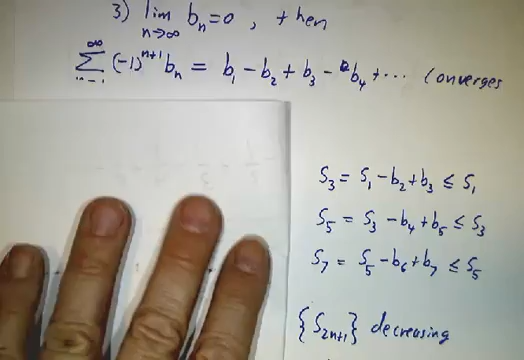 3) lim b_n = 0 , then
n→∞
∞
∑ (-1)^{n+1} b_n = b_1 - b_2 + b_3 - b_4 + ⋯ converges
n=1
S_3 = S_1 - b_2 + b_3 ≤ S_1
S_5 = S_3 - b_4 + b_5 ≤ S_3
S_7 = S_5 - b_6 + b_7 ≤ S_5
{S_{2n+1}} decreasing